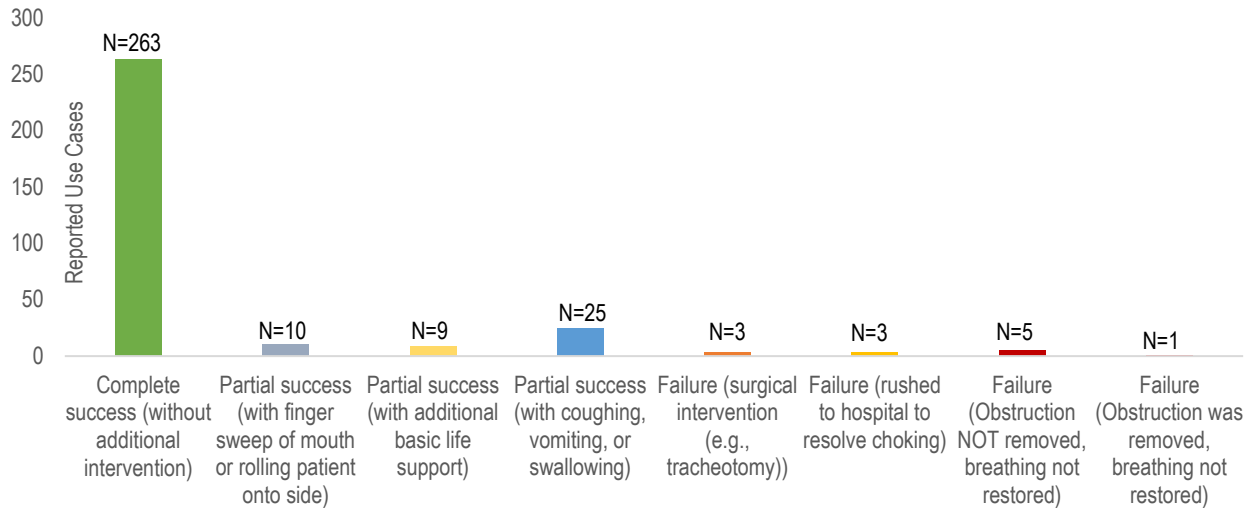 300
N=263
250
200
150
100
50
0
Reported Use Cases
N=10
N=9
N=25
N=3
N=3
N=5
N=1
Complete
success (without
additional
intervention)
Partial success
(with finger
sweep of mouth
or rolling patient
onto side)
Partial success
(with additional
basic life
support)
Partial success
(with coughing,
vomiting, or
swallowing)
Failure (surgical
intervention
(e.g.,
tracheotomy))
Failure (rushed
to hospital to
resolve choking)
Failure
(Obstruction
NOT removed,
breathing not
restored)
Failure
(Obstruction was
removed,
breathing not
restored)